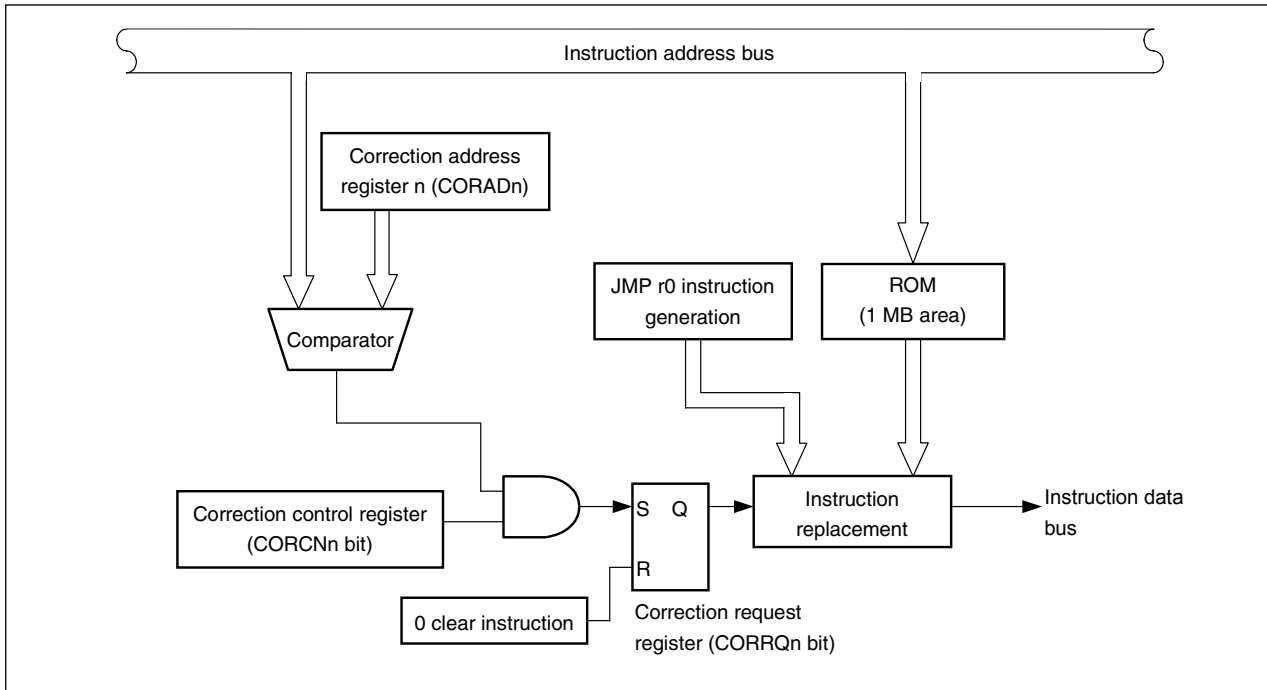 Instruction address bus
Correction address
register n (CORADn)
JMP r0 instruction
generation
ROM
(1 MB area)
Comparator
Correction control register
(CORCNn bit)
S Q
R
Instruction
replacement
Instruction data
bus
0 clear instruction
Correction request
register (CORRQn bit)